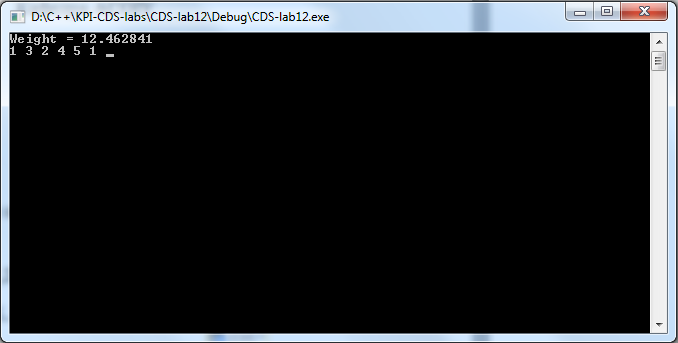 D:\C++\KPI-CDS-labs\CDS-lab12\Debug\CDS-lab12.exe
Weight = 12.462841
1 3 2 4 5 1